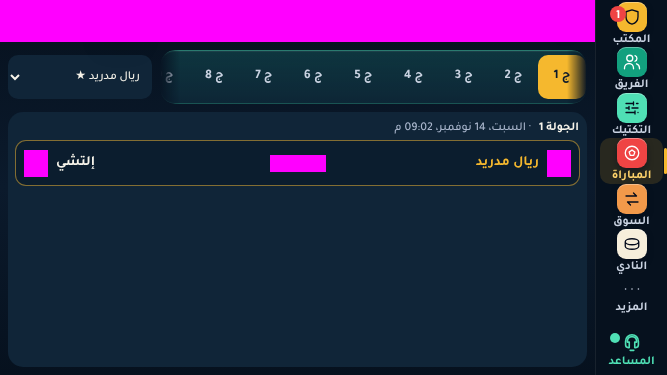 1
المكتب
الفريق
التكتيك
المباراة
السوق
النادي
...
المزيد
المساعد
ج 1
ج 2
ج 3
ج 4
ج 5
ج 6
ج 7
ج 8
ج
ريال مدريد ★
الجولة 1 · السبت، 14 نوفمبر، 09:02 م
ريال مدريد
إلتشي